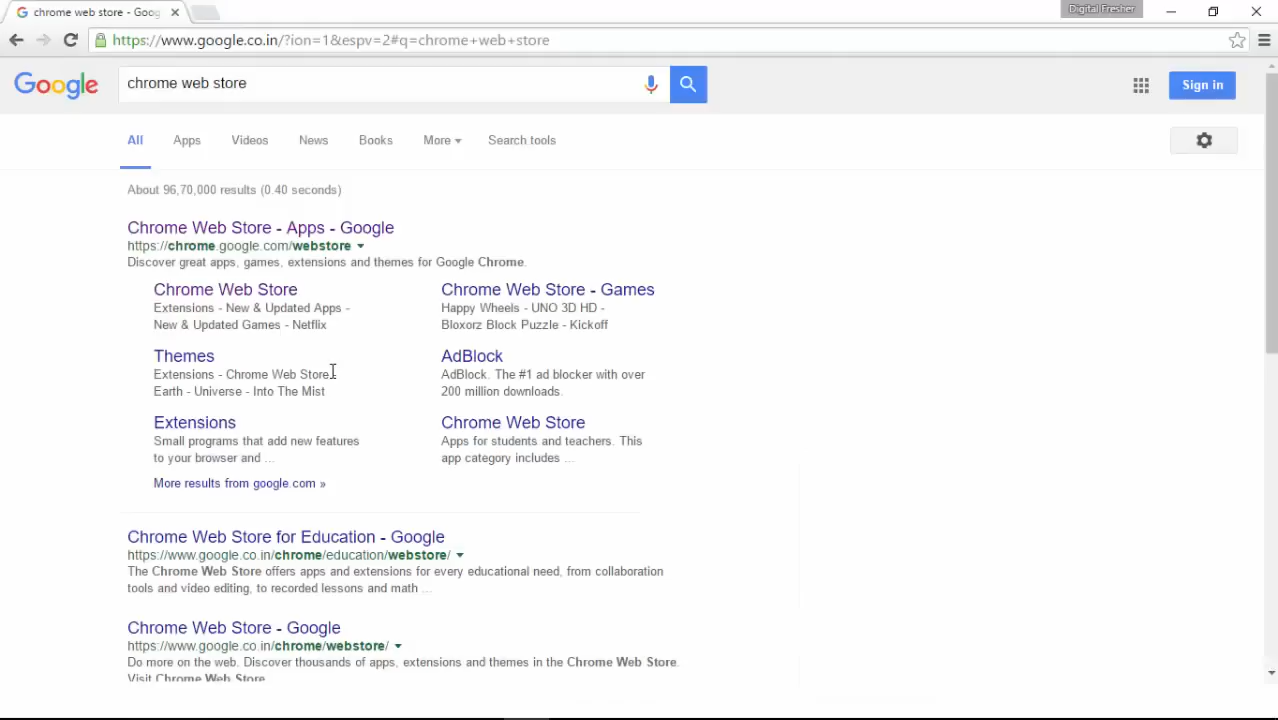 chrome web store - Goog
Digital Fresher
https://www.google.co.in/?ion=1&espv=2#q=chrome+web+store
Google
chrome web store
Sign in
All Apps Videos News Books More Search tools
About 96,70,000 results (0.40 seconds)
Chrome Web Store - Apps - Google
https://chrome.google.com/webstore
Discover great apps, games, extensions and themes for Google Chrome.
Chrome Web Store
Extensions - New & Updated Apps -
New & Updated Games - Netflix
Chrome Web Store - Games
Happy Wheels - UNO 3D HD -
Bloxorz Block Puzzle - Kickoff
Themes
Extensions - Chrome Web Store
Earth - Universe - Into The Mist
AdBlock
AdBlock. The #1 ad blocker with over
200 million downloads.
Extensions
Small programs that add new features
to your browser and ...
Chrome Web Store
Apps for students and teachers. This
app category includes ...
More results from google.com »
Chrome Web Store for Education - Google
https://www.google.co.in/chrome/education/webstore/
The Chrome Web Store offers apps and extensions for every educational need, from collaboration
tools and video editing, to recorded lessons and math ...
Chrome Web Store - Google
https://www.google.co.in/chrome/webstore/
Do more on the web. Discover thousands of apps, extensions and themes in the Chrome Web Store.
Visit Chrome Web Store.